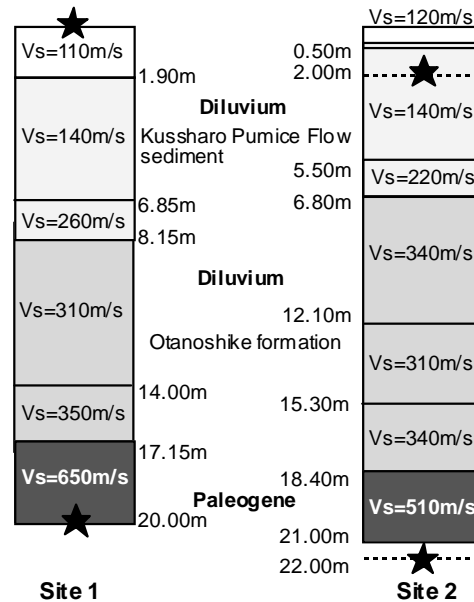 Vs=110m/s
1.90m
Vs=140m/s
6.85m
Vs=260m/s
8.15m
Vs=310m/s
14.00m
Vs=350m/s
17.15m
Vs=650m/s
20.00m
Site 1
Diluvium
Kussharo Pumice Flow
sediment
Diluvium
Otanoshike formation
Paleogene
Vs=120m/s
0.50m
2.00m
Vs=140m/s
5.50m
Vs=220m/s
6.80m
Vs=340m/s
12.10m
Vs=310m/s
15.30m
Vs=340m/s
18.40m
Vs=510m/s
21.00m
22.00m
Site 2